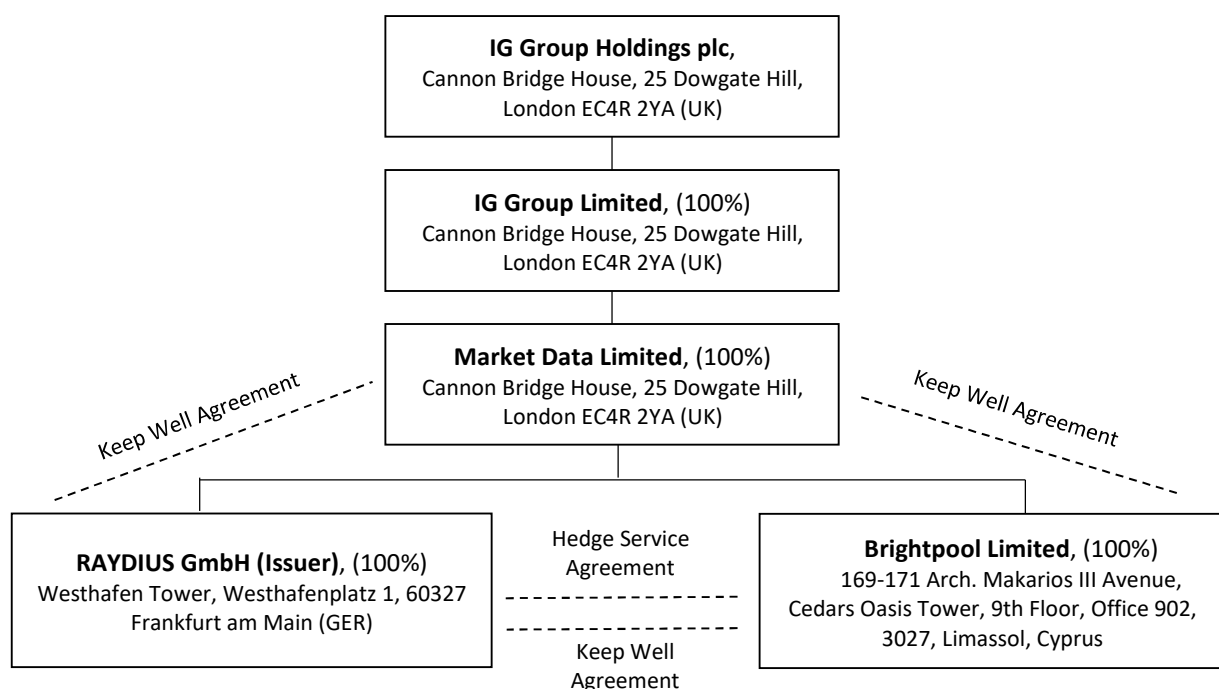 IG Group Holdings plc,
Cannon Bridge House, 25 Dowgate Hill,
London EC4R 2YA (UK)
IG Group Limited, (100%)
Cannon Bridge House, 25 Dowgate Hill,
London EC4R 2YA (UK)
Market Data Limited, (100%)
Cannon Bridge House, 25 Dowgate Hill,
London EC4R 2YA (UK)
Keep Well Agreement
Keep Well Agreement
RAYDIUS GmbH (Issuer), (100%)
Westhafen Tower, Westhafenplatz 1, 60327
Frankfurt am Main (GER)
Hedge Service
Agreement
Keep Well
Agreement
Brightpool Limited, (100%)
169-171 Arch. Makarios III Avenue,
Cedars Oasis Tower, 9th Floor, Office 902,
3027, Limassol, Cyprus